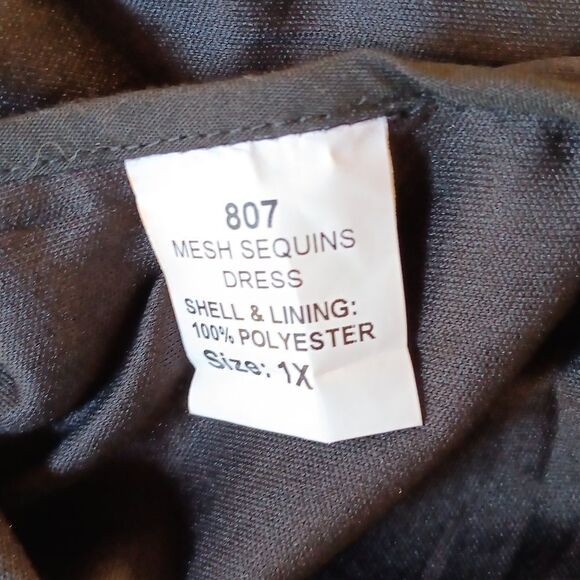 807
MESH SEQUINS
DRESS
SHELL & LINING:
100% POLYESTER
Size: 1X